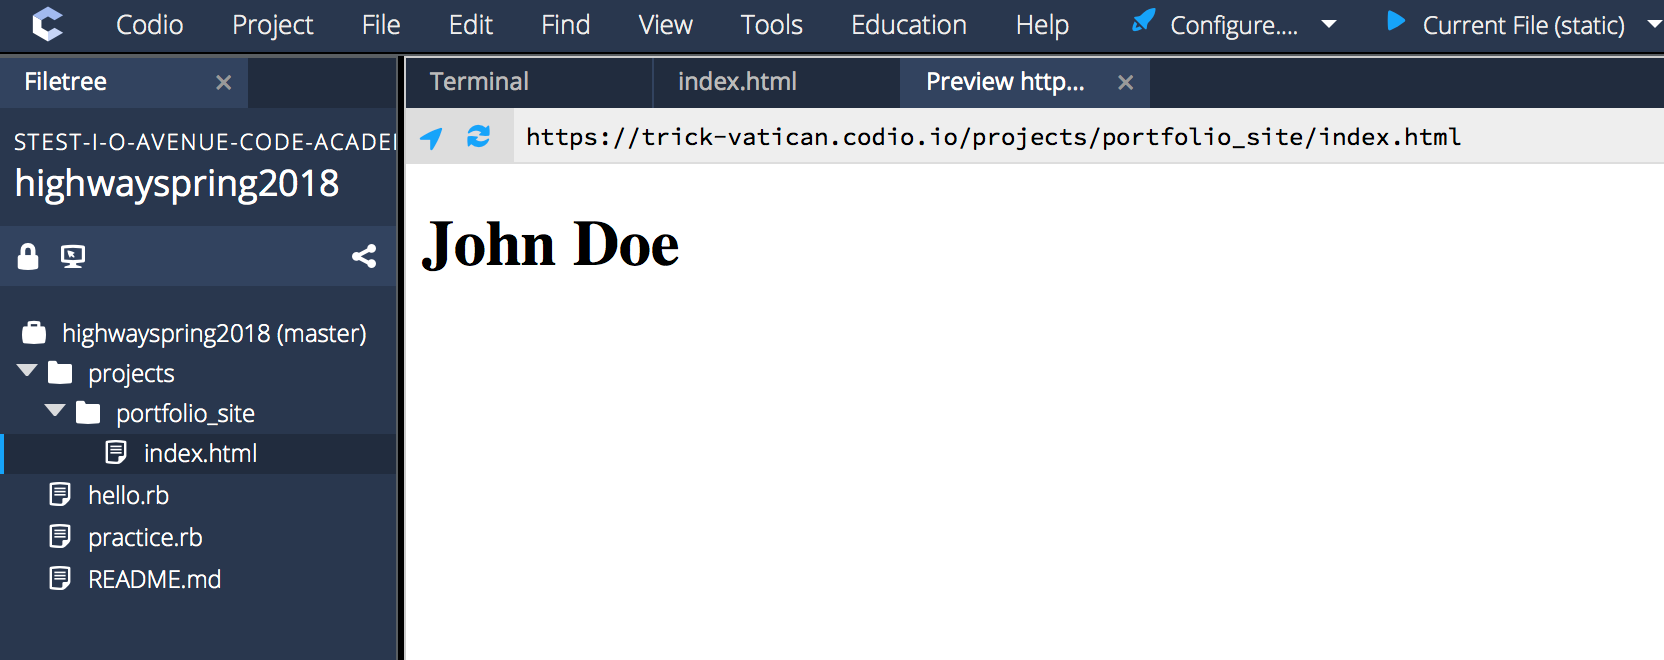 Codio Project File Edit Find View Tools Education Help Configure.... Current File (static)
Filetree
Terminal index.html Preview http...
STEST-I-O-AVENUE-CODE-ACADE
highwayspring2018
https://trick-vatican.codio.io/projects/portfolio_site/index.html
John Doe
highwayspring2018 (master)
projects
portfolio_site
index.html
hello.rb
practice.rb
README.md